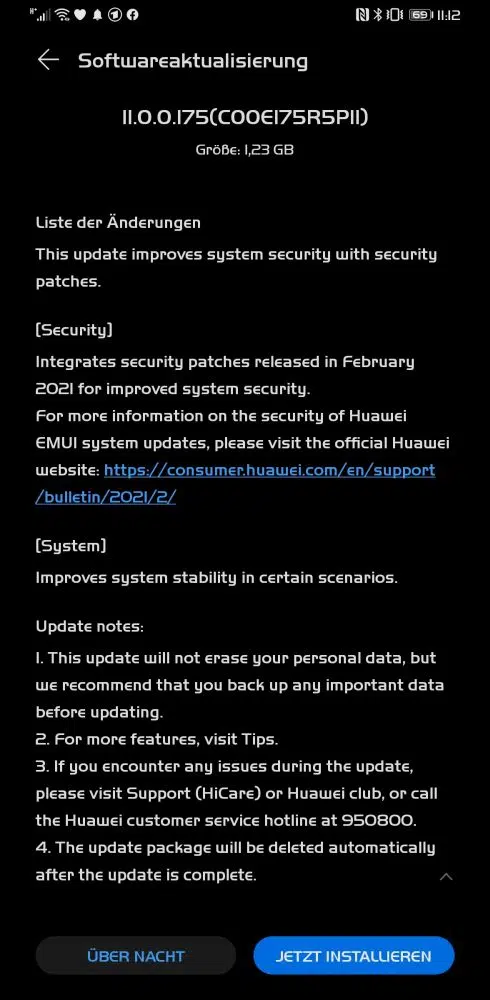 H+ 69 11:12
Softwareaktualisierung
11.0.0.175(C00E175R5P11)
Größe: 1,23 GB
Liste der Änderungen
This update improves system security with security
patches.
[Security]
Integrates security patches released in February
2021 for improved system security.
For more information on the security of Huawei
EMUI system updates, please visit the official Huawei
website: https://consumer.huawei.com/en/support
/bulletin/2021/2/
[System]
Improves system stability in certain scenarios.
Update notes:
1. This update will not erase your personal data, but
we recommend that you back up any important data
before updating.
2. For more features, visit Tips.
3. If you encounter any issues during the update,
please visit Support (HiCare) or Huawei club, or call
the Huawei customer service hotline at 950800.
4. The update package will be deleted automatically
after the update is complete.
ÜBER NACHT
JETZT INSTALLIEREN